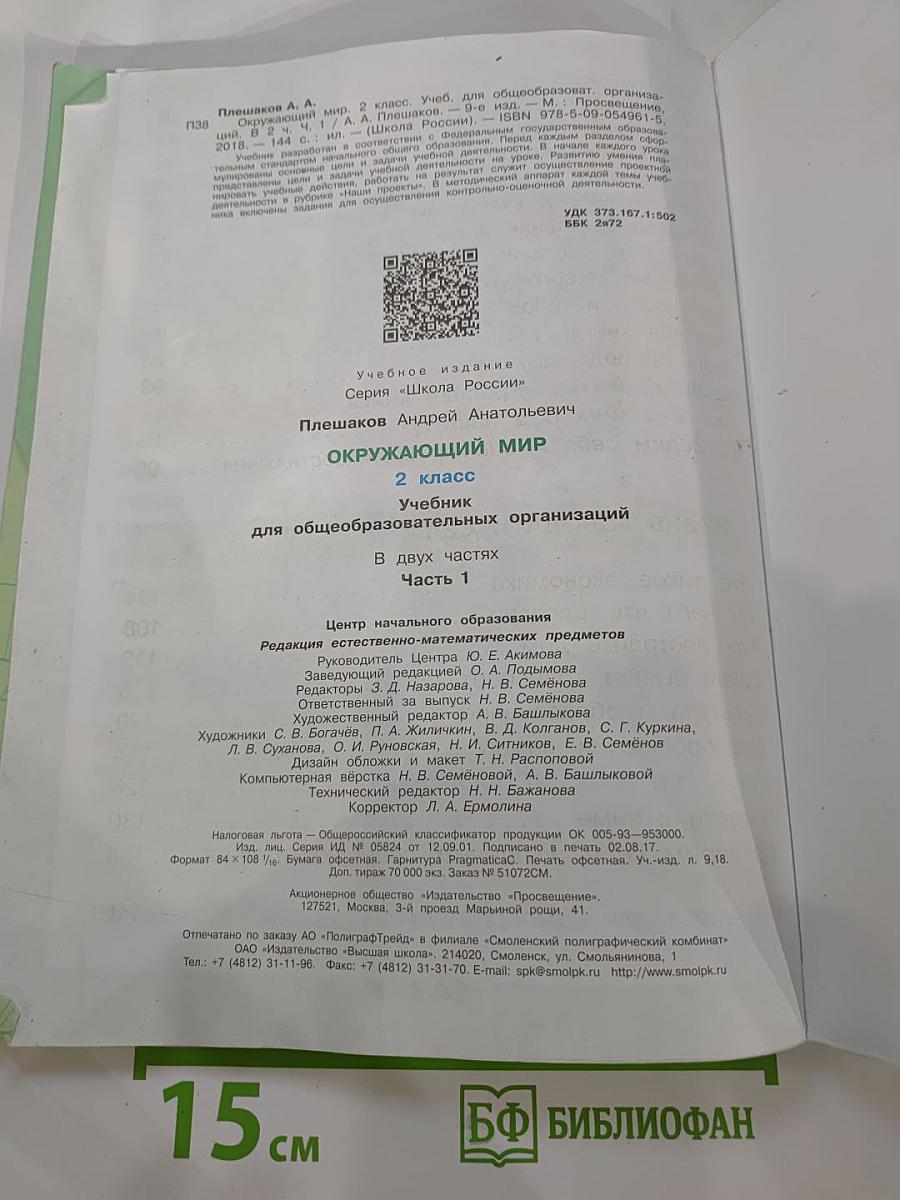 Плешаков А. А.
П38 Окружающий мир. 2 класс. Учеб. для общеобразоват. организа-
ций. В 2 ч. Ч. 1 / А. А. Плешаков. — 9-е изд. — М. : Просвещение,
2018. — 144 с. : ил. — (Школа России). — ISBN 978-5-09-054961-5.
Учебник разработан в соответствии с Федеральным государственным образова-
тельным стандартом начального общего образования. Перед каждым разделом сфор-
мулированы основные цели и задачи учебной деятельности. В начале каждого урока
представлены цели и задачи учебной деятельности на уроке. Развитию умения пла-
нировать учебные действия, работать на результат служит осуществление проектной
деятельности в рубрике «Наши проекты». В методический аппарат каждой темы учеб-
ника включены задания для осуществления контрольно-оценочной деятельности.
УДК 373.167.1:502
ББК 2я72
Учебное издание
Серия «Школа России»
Плешаков Андрей Анатольевич
ОКРУЖАЮЩИЙ МИР
2 класс
Учебник
для общеобразовательных организаций
В двух частях
Часть 1
Центр начального образования
Редакция естественно-математических предметов
Руководитель Центра Ю. Е. Акимова
Заведующий редакцией О. А. Подымова
Редакторы З. Д. Назарова, Н. В. Семёнова
Ответственный за выпуск Н. В. Семёнова
Художественный редактор А. В. Башлыкова
Художники С. В. Богачёв, П. А. Жиличкин, В. Д. Колганов, С. Г. Куркина,
Л. В. Суханова, О. И. Руновская, Н. И. Ситников, Е. В. Семёнов
Дизайн обложки и макет Т. Н. Распоповой
Компьютерная вёрстка Н. В. Семёновой, А. В. Башлыковой
Технический редактор Н. Н. Бажанова
Корректор Л. А. Ермолина
Налоговая льгота — Общероссийский классификатор продукции ОК 005-93—953000.
Изд. лиц. Серия ИД № 05824 от 12.09.01. Подписано в печать 02.08.17.
Формат 84 × 108 1/16. Бумага офсетная. Гарнитура PragmaticaC. Печать офсетная. Уч.-изд. л. 9,18.
Доп. тираж 70 000 экз. Заказ № 51072СМ.
Акционерное общество «Издательство «Просвещение».
127521, Москва, 3-й проезд Марьиной рощи, 41.
Отпечатано по заказу АО «ПолиграфТрейд» в филиале «Смоленский полиграфический комбинат»
ОАО «Издательство «Высшая школа». 214020, Смоленск, ул. Смольянинова, 1
Тел.: +7 (4812) 31-11-96. Факс: +7 (4812) 31-31-70. E-mail: spk@smolpk.ru http://www.smolpk.ru
15 см
БФ БИБЛИОФАН